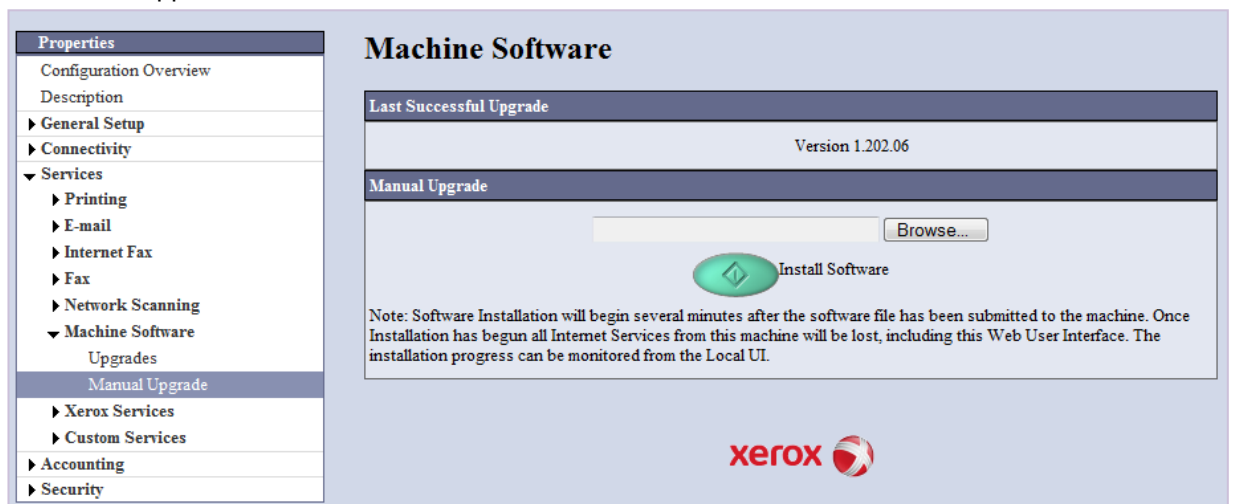 Properties
Configuration Overview
Description
General Setup
Connectivity
Services
Printing
E-mail
Internet Fax
Fax
Network Scanning
Machine Software
Upgrades
Manual Upgrade
Xerox Services
Custom Services
Accounting
Security
Machine Software
Last Successful Upgrade
Version 1.202.06
Manual Upgrade
Browse...
Install Software
Note: Software Installation will begin several minutes after the software file has been submitted to the machine. Once
Installation has begun all Internet Services from this machine will be lost, including this Web User Interface. The
installation progress can be monitored from the Local UI.
xerox